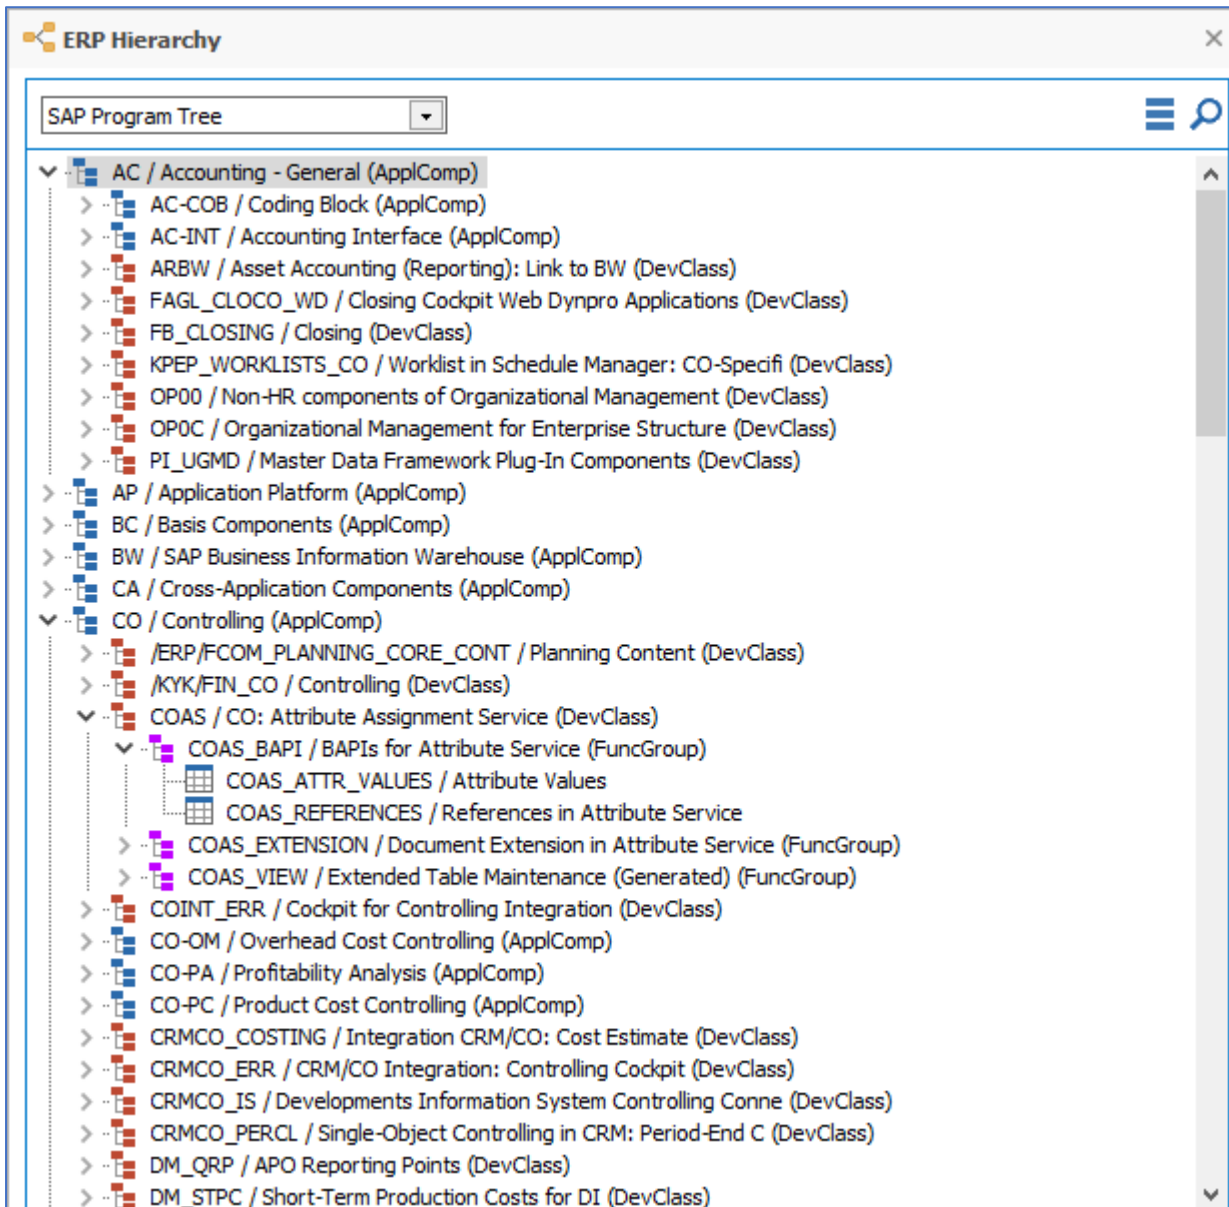 ERP Hierarchy
SAP Program Tree
AC / Accounting - General (ApplComp)
AC-COB / Coding Block (ApplComp)
AC-INT / Accounting Interface (ApplComp)
ARBW / Asset Accounting (Reporting): Link to BW (DevClass)
FAGL_CLOCO_WD / Closing Cockpit Web Dynpro Applications (DevClass)
FB_CLOSING / Closing (DevClass)
KPEP_WORKLISTS_CO / Worklist in Schedule Manager: CO-Specifi (DevClass)
OP00 / Non-HR components of Organizational Management (DevClass)
OP0C / Organizational Management for Enterprise Structure (DevClass)
PI_UGMD / Master Data Framework Plug-In Components (DevClass)
AP / Application Platform (ApplComp)
BC / Basis Components (ApplComp)
BW / SAP Business Information Warehouse (ApplComp)
CA / Cross-Application Components (ApplComp)
CO / Controlling (ApplComp)
/ERP/FCOM_PLANNING_CORE_CONT / Planning Content (DevClass)
/KYK/FIN_CO / Controlling (DevClass)
COAS / CO: Attribute Assignment Service (DevClass)
COAS_BAPI / BAPIs for Attribute Service (FuncGroup)
COAS_ATTR_VALUES / Attribute Values
COAS_REFERENCES / References in Attribute Service
COAS_EXTENSION / Document Extension in Attribute Service (FuncGroup)
COAS_VIEW / Extended Table Maintenance (Generated) (FuncGroup)
COINT_ERR / Cockpit for Controlling Integration (DevClass)
CO-OM / Overhead Cost Controlling (ApplComp)
CO-PA / Profitability Analysis (ApplComp)
CO-PC / Product Cost Controlling (ApplComp)
CRMCO_COSTING / Integration CRM/CO: Cost Estimate (DevClass)
CRMCO_ERR / CRM/CO Integration: Controlling Cockpit (DevClass)
CRMCO_IS / Developments Information System Controlling Conne (DevClass)
CRMCO_PERCL / Single-Object Controlling in CRM: Period-End C (DevClass)
DM_QRP / APO Reporting Points (DevClass)
DM_STPC / Short-Term Production Costs for DI (DevClass)